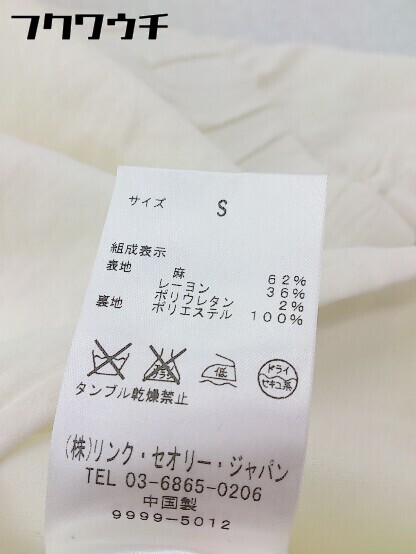 フクワウチ
サイズ S
組成表示
表地 麻 62%
レーヨン 36%
ポリウレタン 2%
裏地 ポリエステル 100%
低
ドライ
セキユ系
タンブル乾燥禁止
(株)リンク・セオリー・ジャパン
TEL 03-6865-0206
中国製
9999-5012